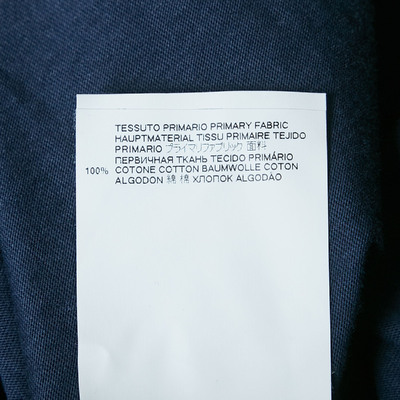 TESSUTO PRIMARIO PRIMARY FABRIC
HAUPTMATERIAL TISSU PRIMAIRE TEJIDO
PRIMARIO プライマリファブリック 面料
ПЕРВИЧНАЯ ТКАНЬ TECIDO PRIMÁRIO
100% COTONE COTTON BAUMWOLLE COTON
ALGODON 綿 棉 ХЛОПОК ALGODÃO